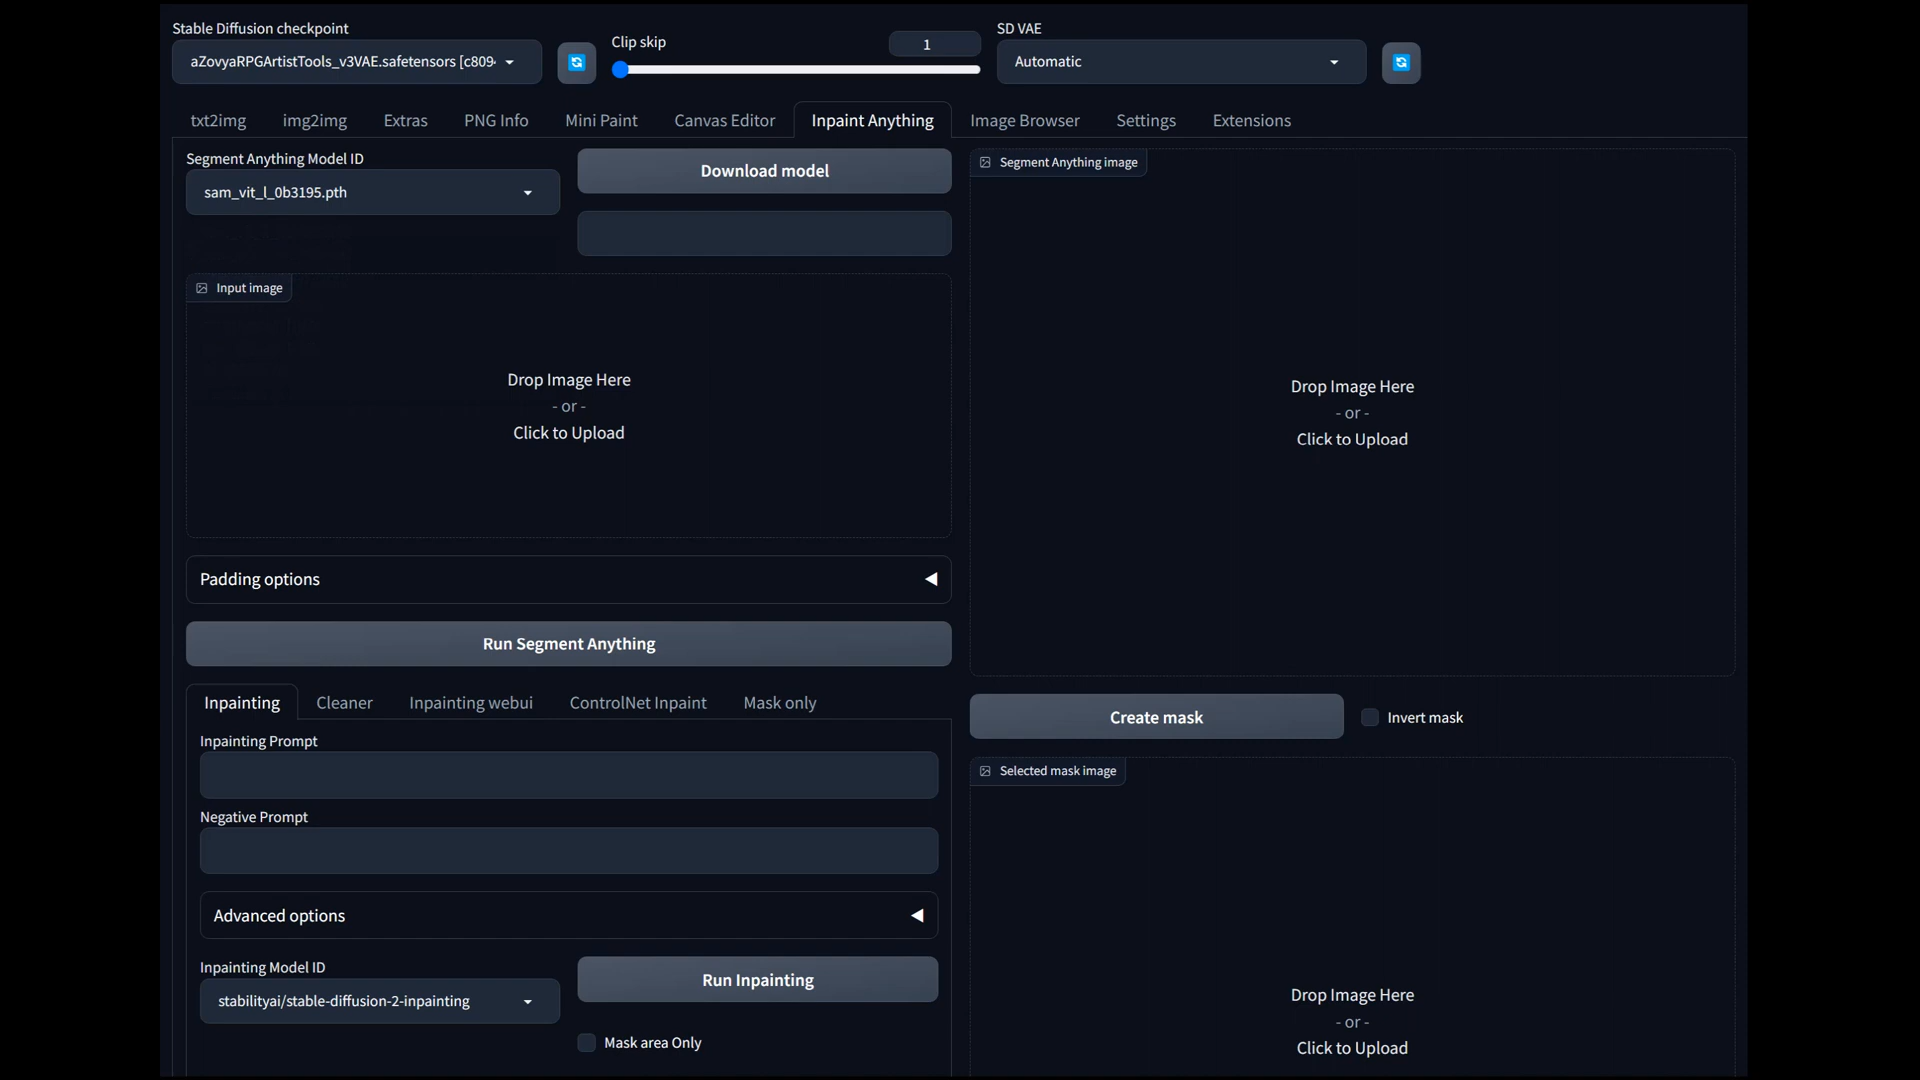 Stable Diffusion checkpoint
aZovyaRPGArtistTools_v3VAE.safetensors [c809
Clip skip
1
SD VAE
Automatic
txt2img
img2img
Extras
PNG Info
Mini Paint
Canvas Editor
Inpaint Anything
Image Browser
Settings
Extensions
Segment Anything Model ID
sam_vit_l_0b3195.pth
Download model
Input image
Drop Image Here
- or -
Click to Upload
Padding options
Run Segment Anything
Inpainting
Cleaner
Inpainting webui
ControlNet Inpaint
Mask only
Inpainting Prompt
Negative Prompt
Advanced options
Inpainting Model ID
stabilityai/stable-diffusion-2-inpainting
Run Inpainting
Mask area Only
Segment Anything image
Drop Image Here
- or -
Click to Upload
Create mask
Invert mask
Selected mask image
Drop Image Here
- or -
Click to Upload